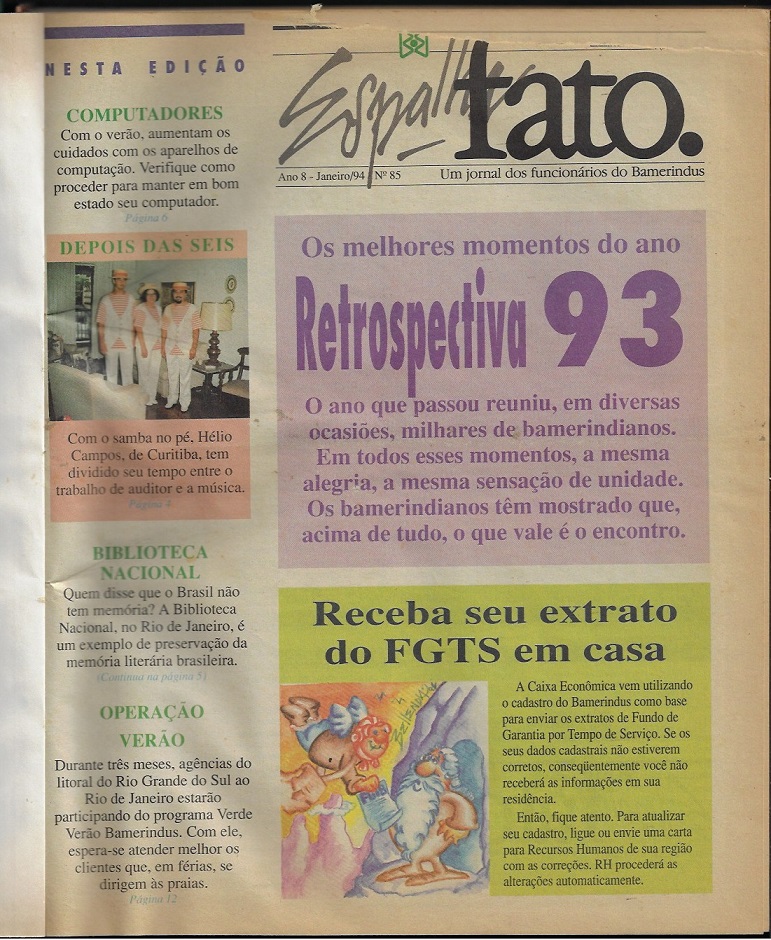 NESTA EDIÇÃO
COMPUTADORES
Com o verão, aumentam os
cuidados com os aparelhos de
computação. Verifique como
proceder para manter em bom
estado seu computador.
Página 6
DEPOIS DAS SEIS
Com o samba no pé, Hélio
Campos, de Curitiba, tem
dividido seu tempo entre o
trabalho de auditor e a música.
Página 4
BIBLIOTECA
NACIONAL
Quem disse que o Brasil não
tem memória? A Biblioteca
Nacional, no Rio de Janeiro, é
um exemplo de preservação da
memória literária brasileira.
(Continua na página 5)
OPERAÇÃO
VERÃO
Durante três meses, agências do
litoral do Rio Grande do Sul ao
Rio de Janeiro estarão
participando do programa Verde
Verão Bamerindus. Com ele,
espera-se atender melhor os
clientes que, em férias, se
dirigem às praias.
Página 12
Espalha fato.
Ano 8 - Janeiro/94 Nº 85
Um jornal dos funcionários do Bamerindus
Os melhores momentos do ano
Retrospectiva 93
O ano que passou reuniu, em diversas
ocasiões, milhares de bamerindianos.
Em todos esses momentos, a mesma
alegria, a mesma sensação de unidade.
Os bamerindianos têm mostrado que,
acima de tudo, o que vale é o encontro.
Receba seu extrato
do FGTS em casa
A Caixa Econômica vem utilizando
o cadastro do Bamerindus como base
para enviar os extratos de Fundo de
Garantia por Tempo de Serviço. Se os
seus dados cadastrais não estiverem
corretos, conseqüentemente você não
receberá as informações em sua
residência.
Então, fique atento. Para atualizar
seu cadastro, ligue ou envie uma carta
para Recursos Humanos de sua região
com as correções. RH procederá as
alterações automaticamente.